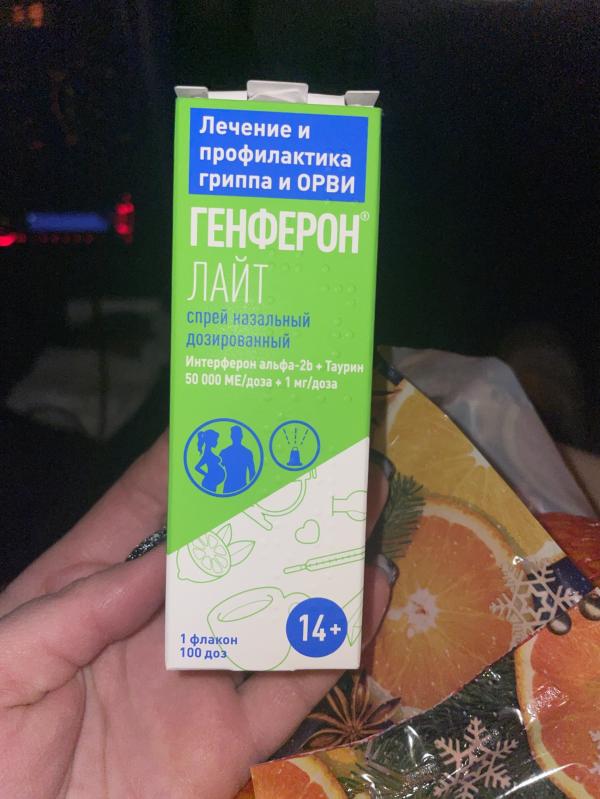 Лечение и
профилактика
гриппа и ОРВИ
ГЕНФЕРОН®
ЛАЙТ
спрей назальный
дозированный
Интерферон альфа-2b + Таурин
50 000 МЕ/доза + 1 мг/доза
1 флакон
100 доз
14+